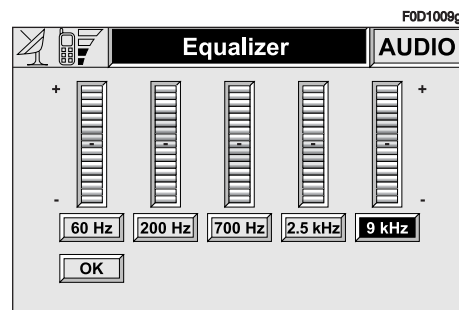 F0D1009g
Equalizer AUDIO
+ +
- - - - -
- -
60 Hz 200 Hz 700 Hz 2.5 kHz 9 kHz
OK